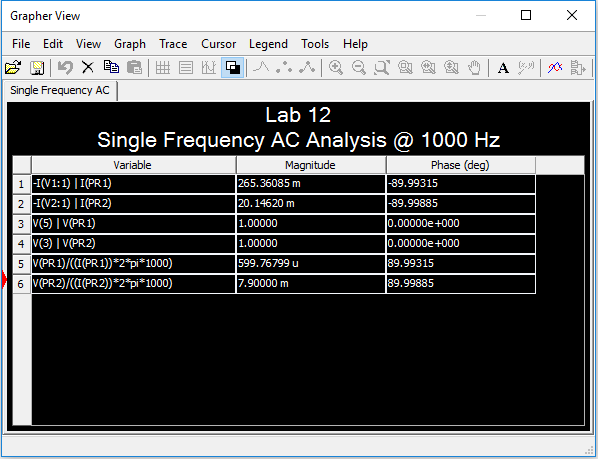 Grapher View
File Edit View Graph Trace Cursor Legend Tools Help
A
Single Frequency AC
Lab 12
Single Frequency AC Analysis @ 1000 Hz
Variable Magnitude Phase (deg)
1 -I(V1:1) | I(PR1) 265.36085 m -89.99315
2 -I(V2:1) | I(PR2) 20.14620 m -89.99885
3 V(5) | V(PR1) 1.00000 0.00000e+000
4 V(3) | V(PR2) 1.00000 0.00000e+000
5 V(PR1)/((I(PR1))*2*pi*1000) 599.76799 u 89.99315
6 V(PR2)/((I(PR2))*2*pi*1000) 7.90000 m 89.99885